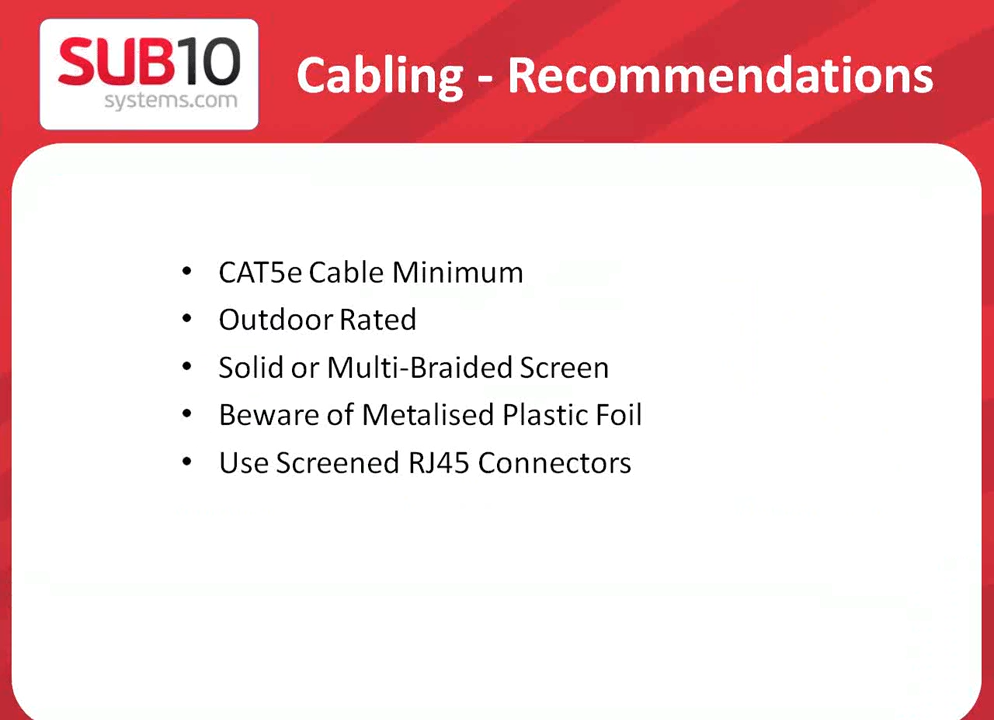 SUB10
systems.com
Cabling - Recommendations
• CAT5e Cable Minimum
• Outdoor Rated
• Solid or Multi-Braided Screen
• Beware of Metalised Plastic Foil
• Use Screened RJ45 Connectors